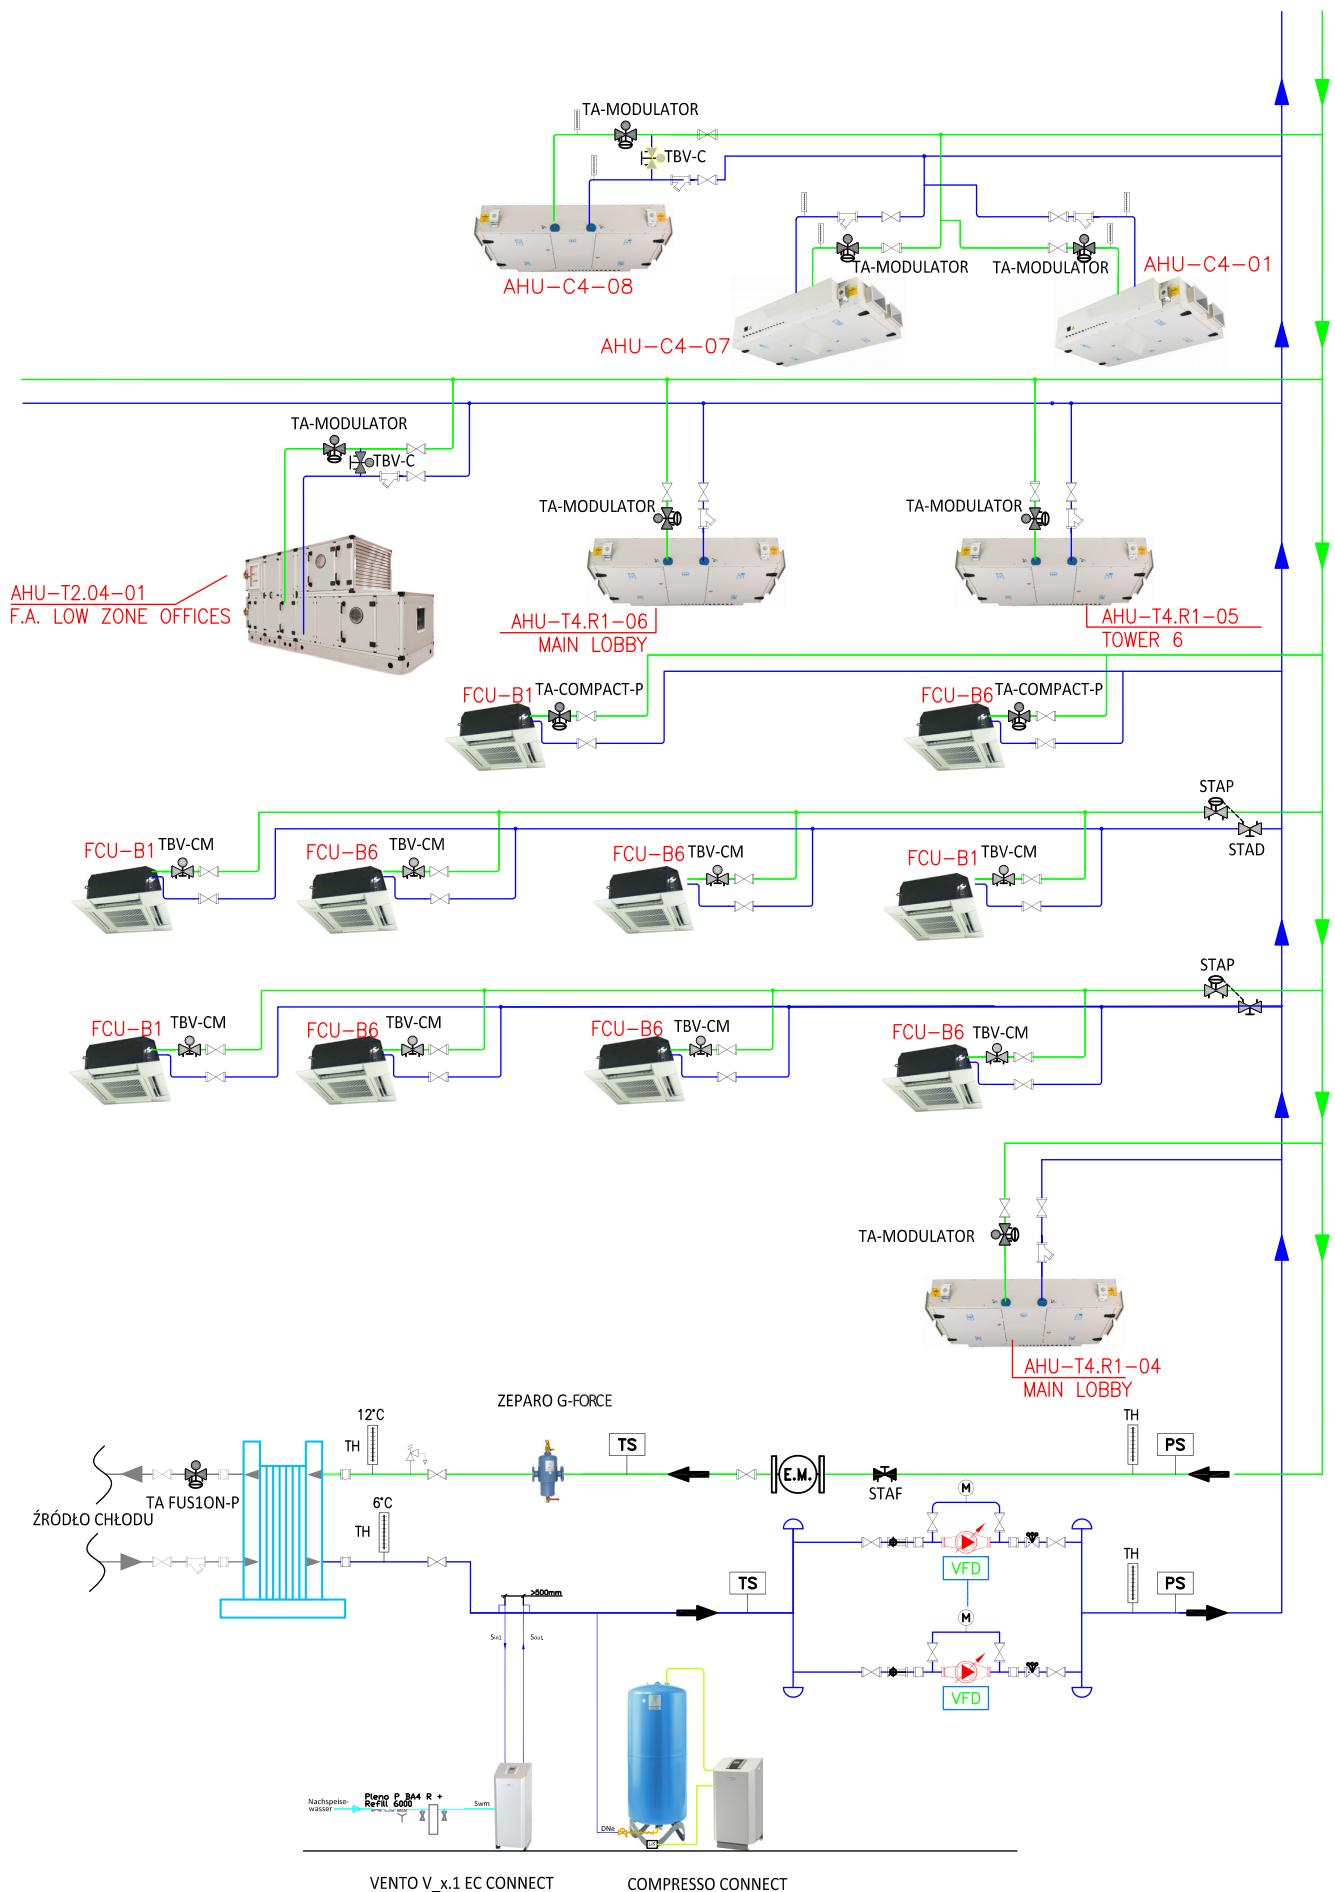 TA-MODULATOR
TBV-C
AHU-C4-08
TA-MODULATOR
TA-MODULATOR
AHU-C4-01
AHU-C4-07
TA-MODULATOR
TBV-C
TA-MODULATOR
TA-MODULATOR
AHU-T2.04-01
F.A. LOW ZONE OFFICES
AHU-T4.R1-06
MAIN LOBBY
AHU-T4.R1-05
TOWER 6
FCU-B1
TA-COMPACT-P
FCU-B6
TA-COMPACT-P
STAP
STAD
FCU-B1
TBV-CM
FCU-B6
TBV-CM
FCU-B6
TBV-CM
FCU-B1
TBV-CM
STAP
FCU-B1
TBV-CM
FCU-B6
TBV-CM
FCU-B6
TBV-CM
FCU-B6
TBV-CM
TA-MODULATOR
AHU-T4.R1-04
MAIN LOBBY
ZEPARO G-FORCE
12°C
TH
TS
E.M.
STAF
TH
PS
TA FUS1ON-P
ŹRÓDŁO CHŁODU
6°C
TH
M
VFD
TS
TH
PS
>500mm
Sin1
Sout1
M
VFD
Nachspeise-
wasser
Pleno P BA4 R +
Refill 6000
Swm
DNe
VENTO V_x.1 EC CONNECT
COMPRESSO CONNECT